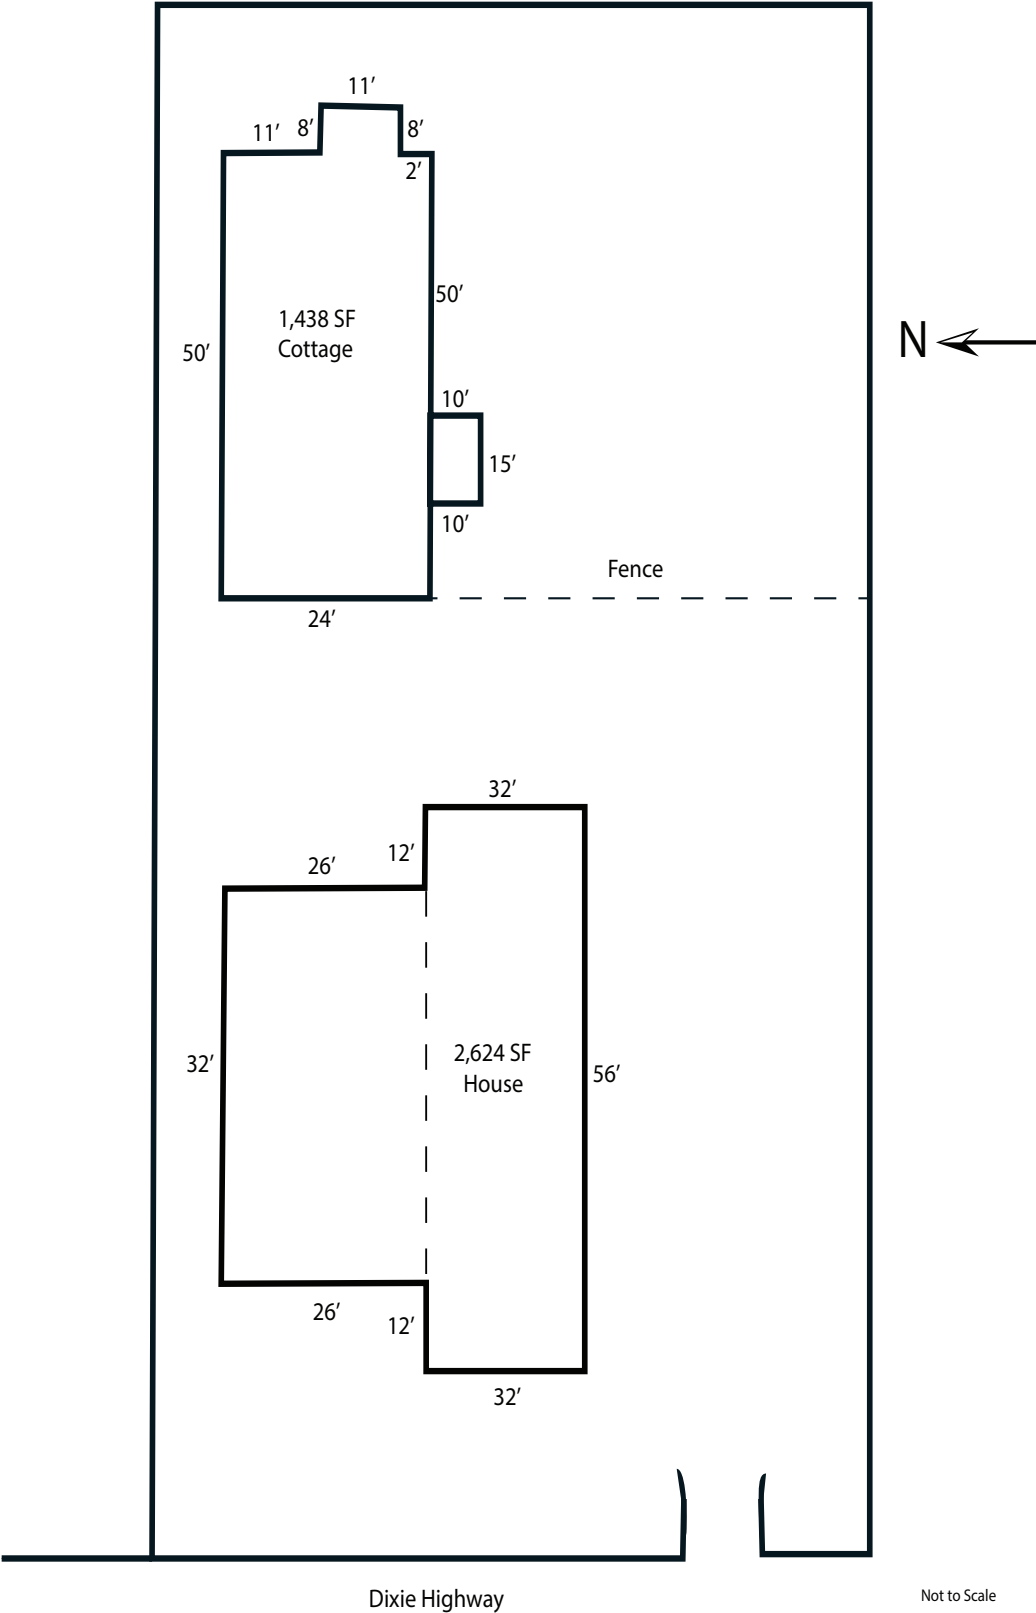 11′
11′
8′
8′
2′
50′
1,438 SF
Cottage
N
50′
10′
15′
10′
Fence
24′
32′
12′
26′
2,624 SF
House
32′
56′
26′
12′
32′
Dixie Highway
Not to Scale